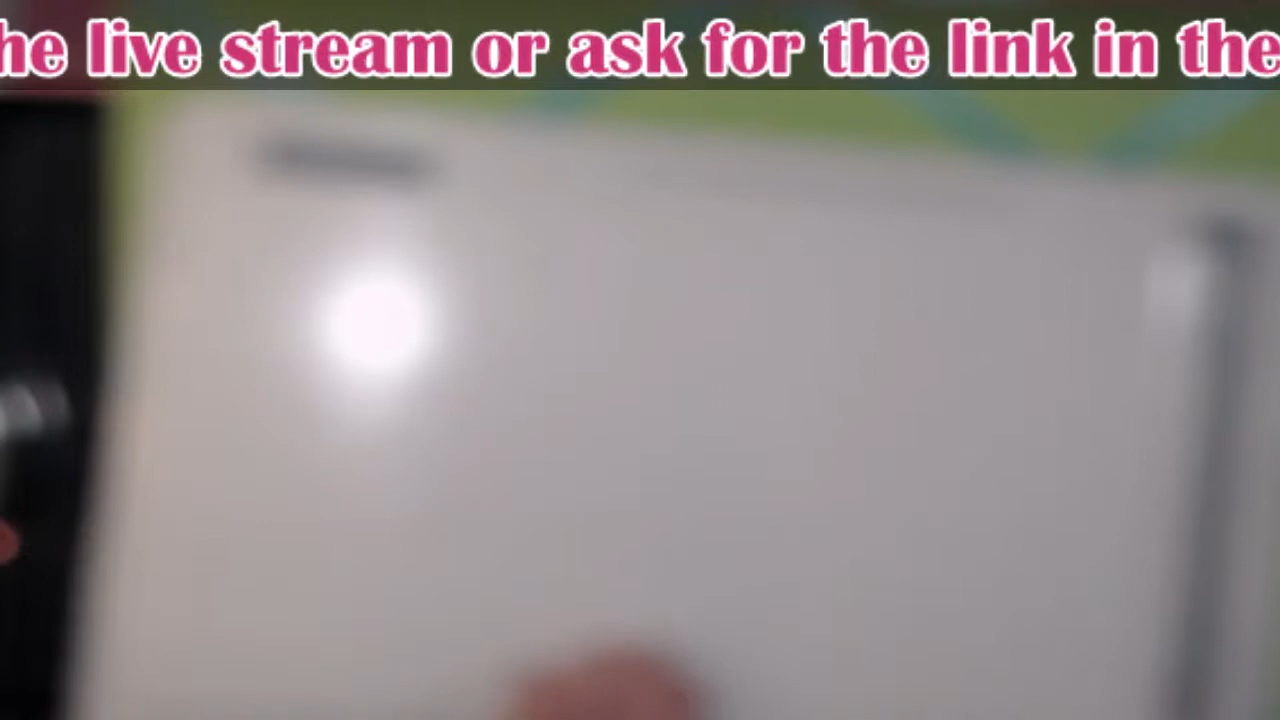 he live stream or ask for the link in the